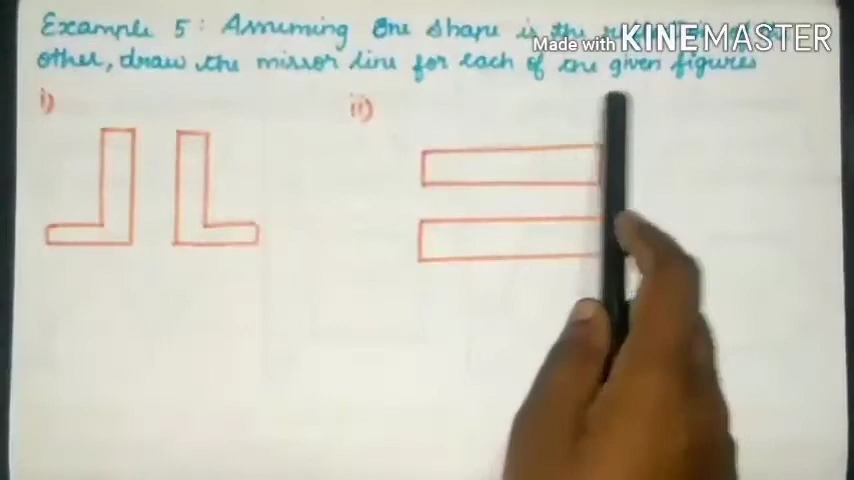 Example 5: Assuming One shape is the
Made with KINEMASTER
other, draw the mirror line for each of the given figures
i)
ii)